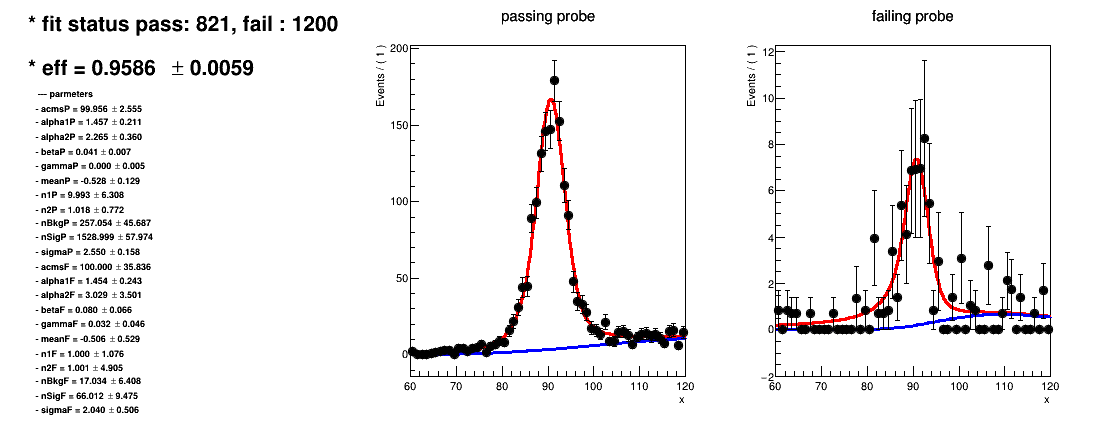 * fit status pass: 821, fail : 1200
* eff = 0.9586 ± 0.0059
--- parmeters
- acmsP = 99.956 ± 2.555
- alpha1P = 1.457 ± 0.211
- alpha2P = 2.265 ± 0.360
- betaP = 0.041 ± 0.007
- gammaP = 0.000 ± 0.005
- meanP = -0.528 ± 0.129
- n1P = 9.993 ± 6.308
- n2P = 1.018 ± 0.772
- nBkgP = 257.054 ± 45.687
- nSigP = 1528.999 ± 57.974
- sigmaP = 2.550 ± 0.158
- acmsF = 100.000 ± 35.836
- alpha1F = 1.454 ± 0.243
- alpha2F = 3.029 ± 3.501
- betaF = 0.080 ± 0.066
- gammaF = 0.032 ± 0.046
- meanF = -0.506 ± 0.529
- n1F = 1.000 ± 1.076
- n2F = 1.001 ± 4.905
- nBkgF = 17.034 ± 6.408
- nSigF = 66.012 ± 9.475
- sigmaF = 2.040 ± 0.506
passing probe
Events / ( 1 )
200
150
100
50
0
60 70 80 90 100 110 120
x
failing probe
Events / ( 1 )
12
10
8
6
4
2
0
−2
60 70 80 90 100 110 120
x